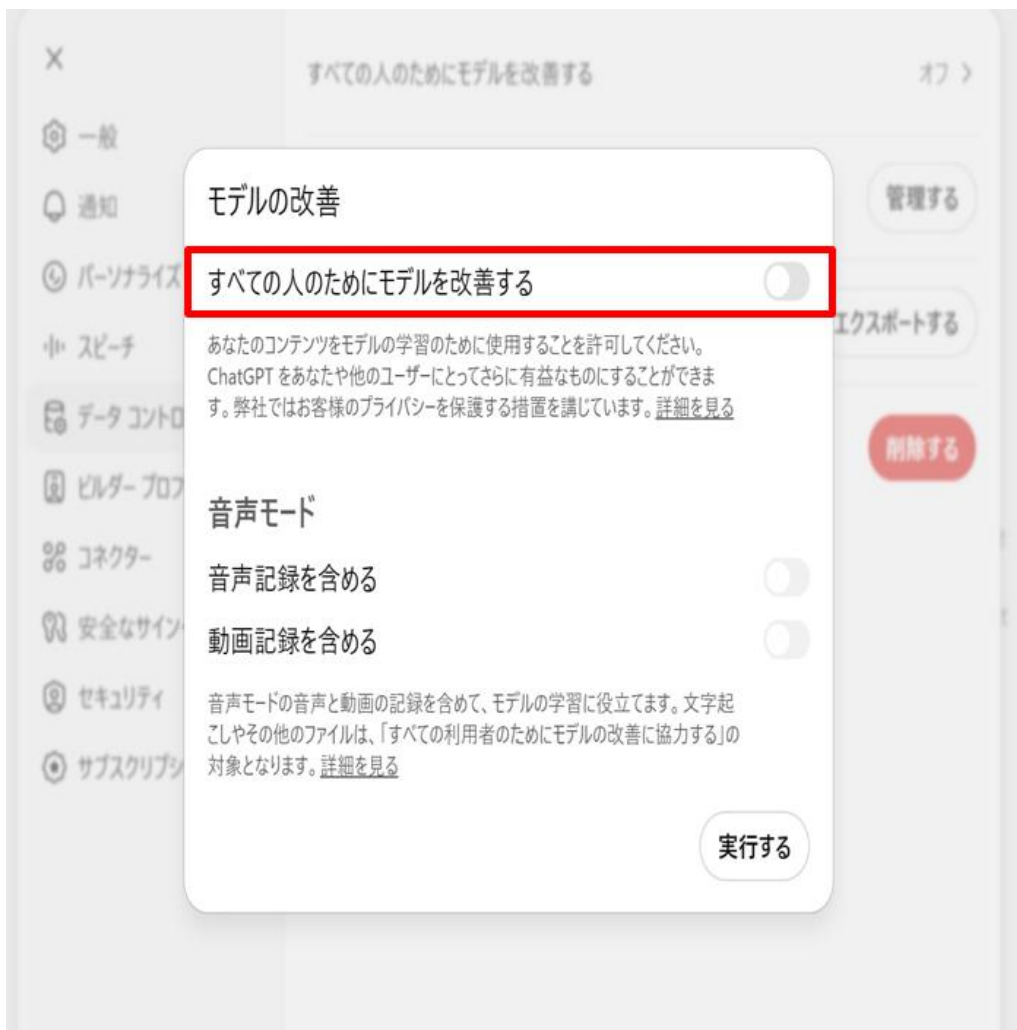 すべての人のためにモデルを改善する
オフ
一般
通知
パーソナライズ
スピーチ
データ コントロ
ビルダー プロフ
コネクター
安全なサイン
セキュリティ
サブスクリプシ
管理する
エクスポートする
削除する
モデルの改善
すべての人のためにモデルを改善する
あなたのコンテンツをモデルの学習のために使用することを許可してください。
ChatGPT をあなたや他のユーザーにとってさらに有益なものにすることができま
す。弊社ではお客様のプライバシーを保護する措置を講じています。詳細を見る
音声モード
音声記録を含める
動画記録を含める
音声モードの音声と動画の記録を含めて、モデルの学習に役立てます。文字起
こしやその他のファイルは、「すべての利用者のためにモデルの改善に協力する」の
対象となります。詳細を見る
実行する